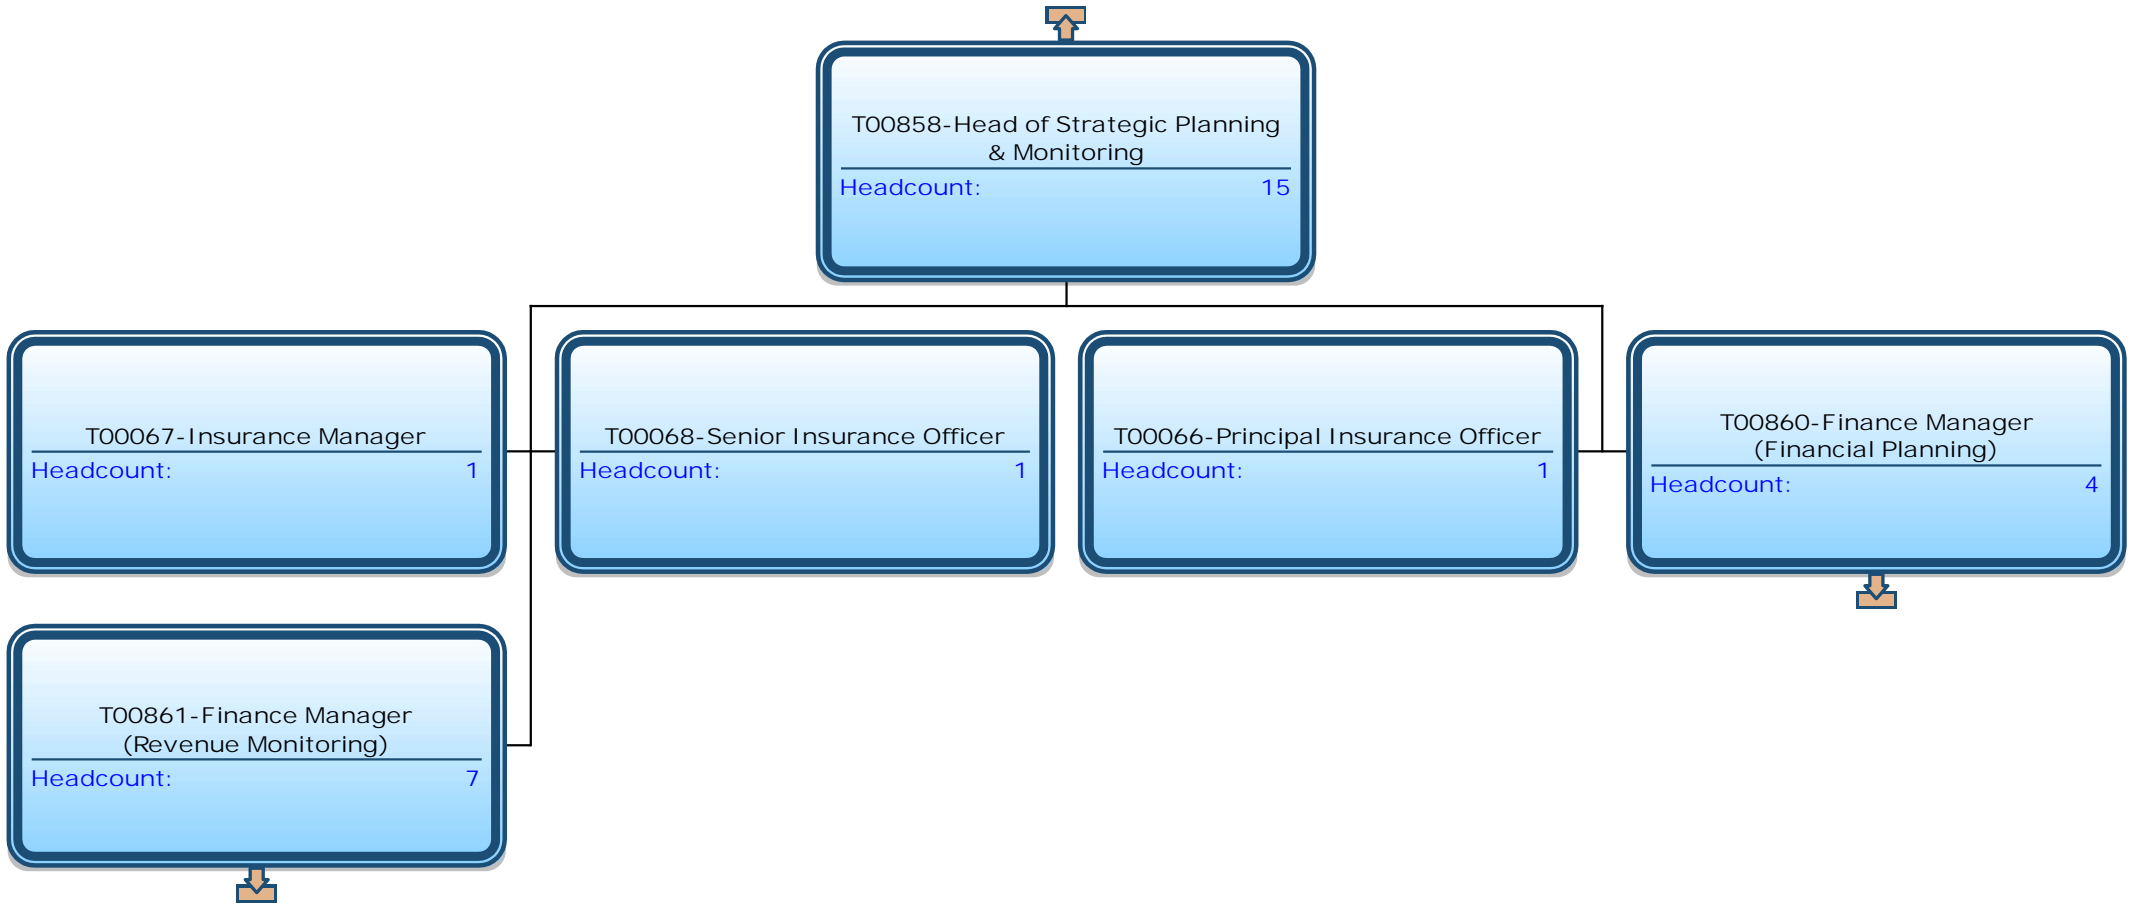 T00858-Head of Strategic Planning
& Monitoring
Headcount: 15
T00067-Insurance Manager
Headcount: 1
T00068-Senior Insurance Officer
Headcount: 1
T00066-Principal Insurance Officer
Headcount: 1
T00860-Finance Manager
(Financial Planning)
Headcount: 4
T00861-Finance Manager
(Revenue Monitoring)
Headcount: 7